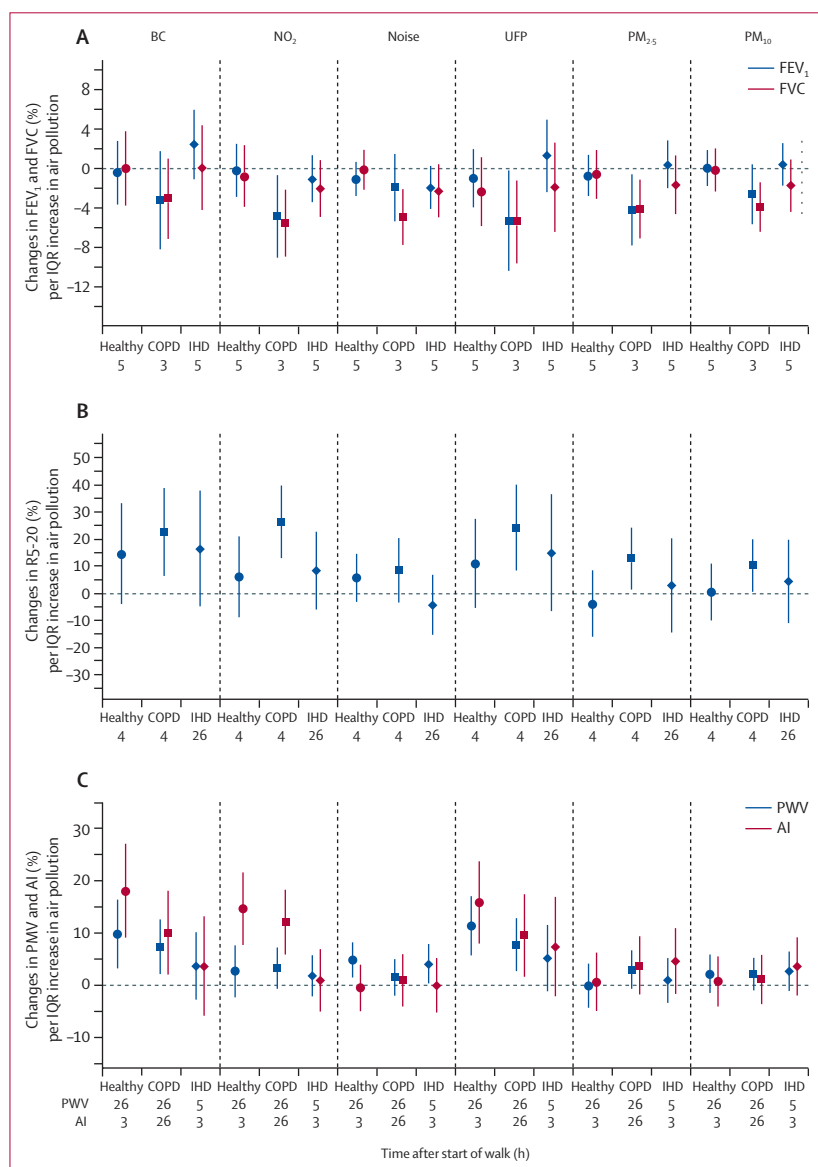 A
BC NO₂ Noise UFP PM₂·₅ PM₁₀
FEV₁
FVC
Changes in FEV₁ and FVC (%)
per IQR increase in air pollution
8
4
0
–4
–8
–12
Healthy COPD IHD Healthy COPD IHD Healthy COPD IHD Healthy COPD IHD Healthy COPD IHD Healthy COPD IHD
5 3 5 5 3 5 5 3 5 5 3 5 5 3 5 5 3 5
B
Changes in R5-20 (%)
per IQR increase in air pollution
50
40
30
20
10
0
–10
–20
–30
Healthy COPD IHD Healthy COPD IHD Healthy COPD IHD Healthy COPD IHD Healthy COPD IHD Healthy COPD IHD
4 4 26 4 4 26 4 4 26 4 4 26 4 4 26 4 4 26
C
PWV
AI
Changes in PMV and AI (%)
per IQR increase in air pollution
30
20
10
0
–10
Healthy COPD IHD Healthy COPD IHD Healthy COPD IHD Healthy COPD IHD Healthy COPD IHD Healthy COPD IHD
PWV 26 26 5 26 26 5 26 26 5 26 26 5 26 26 5 26 26 5
AI 3 26 3 3 26 3 3 26 3 3 26 3 3 26 3 3 26 3
Time after start of walk (h)